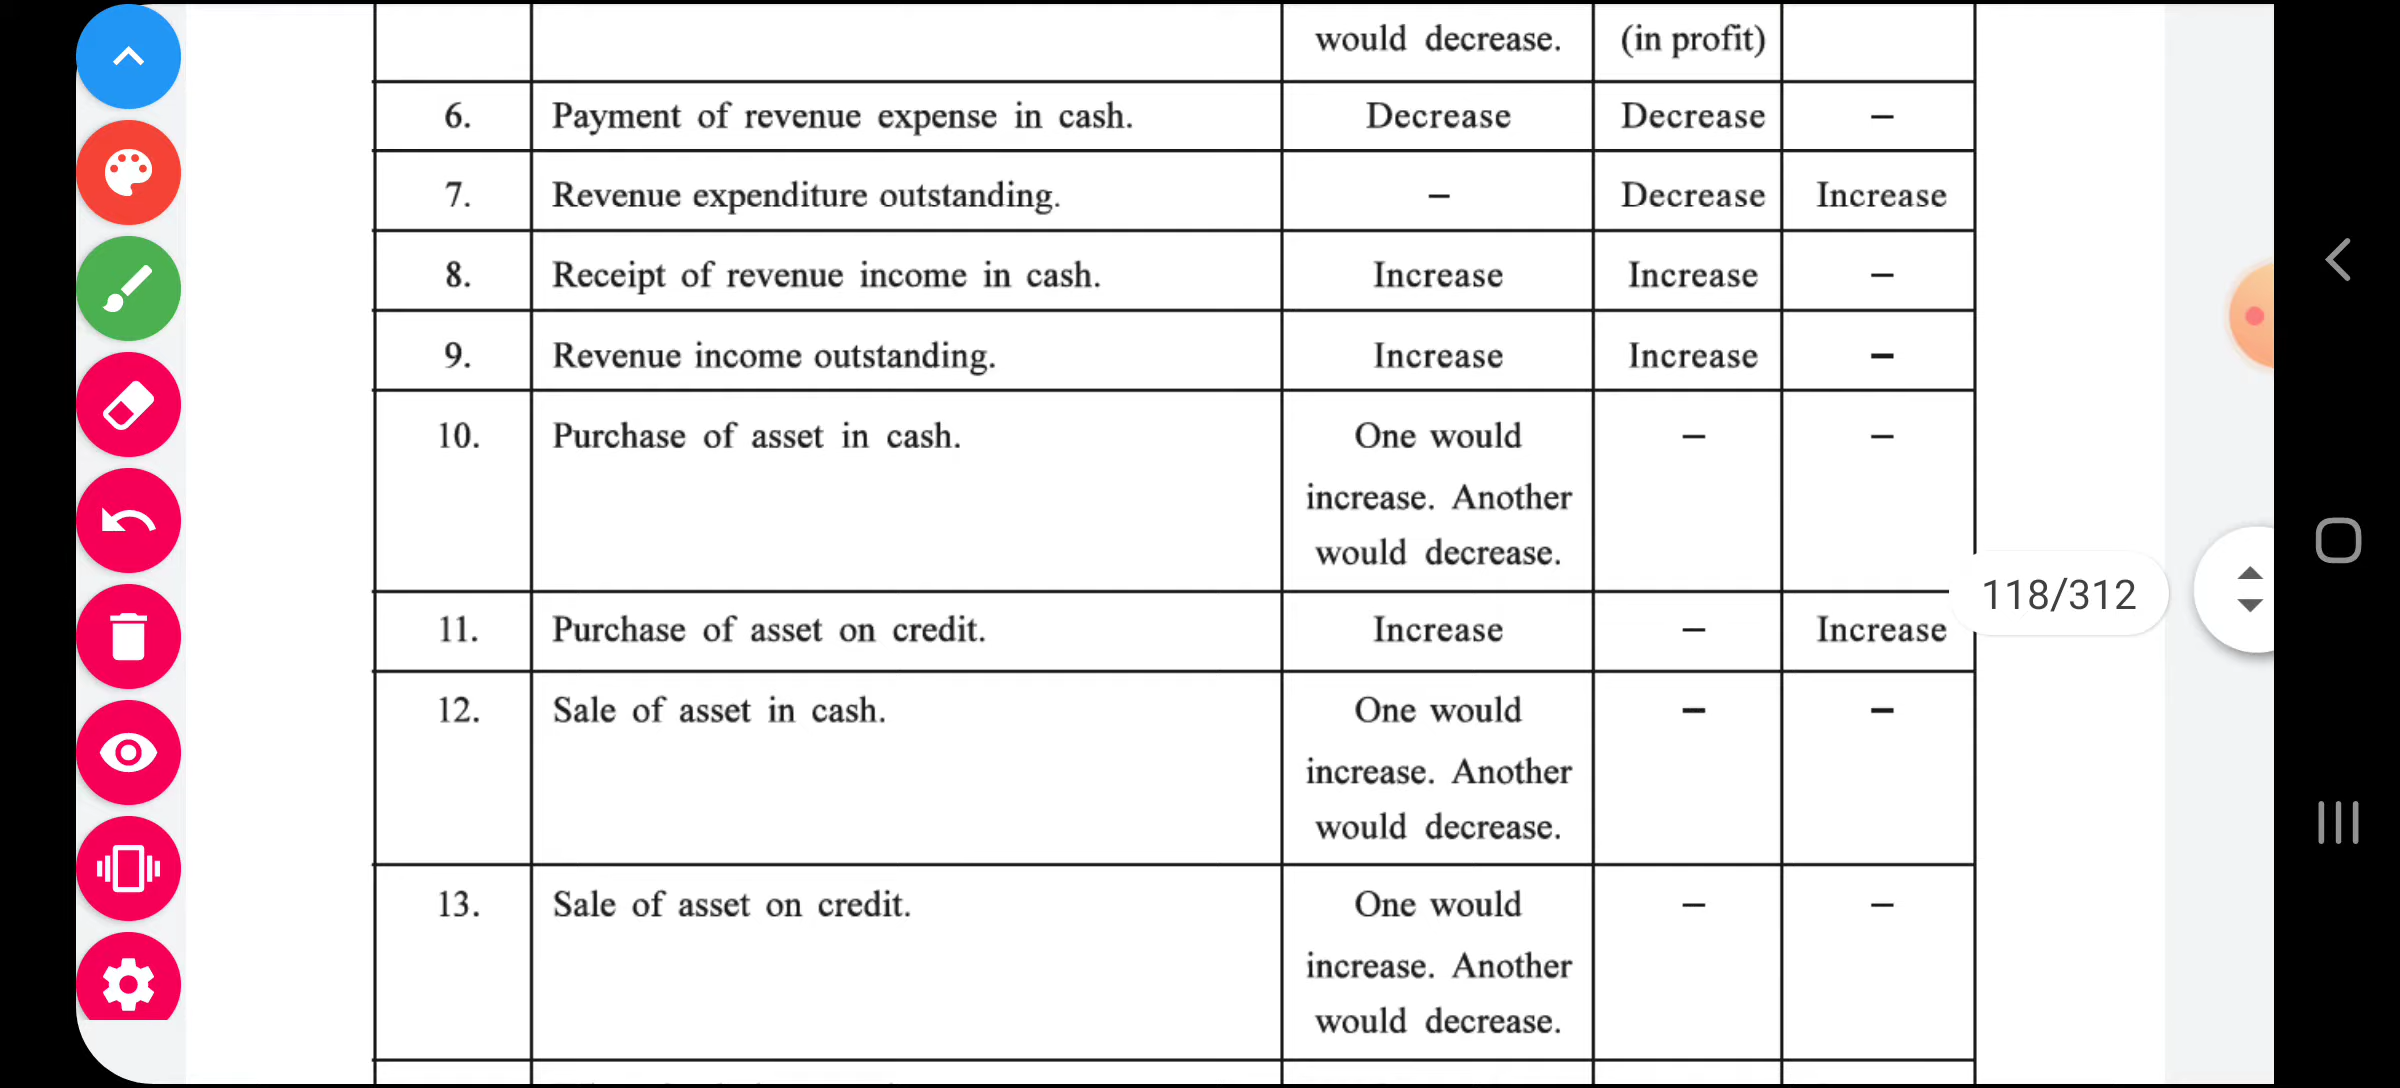 would decrease. (in profit)
6. Payment of revenue expense in cash. Decrease Decrease –
7. Revenue expenditure outstanding. – Decrease Increase
8. Receipt of revenue income in cash. Increase Increase –
9. Revenue income outstanding. Increase Increase –
10. Purchase of asset in cash. One would – –
increase. Another
would decrease.
118/312
11. Purchase of asset on credit. Increase – Increase
12. Sale of asset in cash. One would – –
increase. Another
would decrease.
13. Sale of asset on credit. One would – –
increase. Another
would decrease.